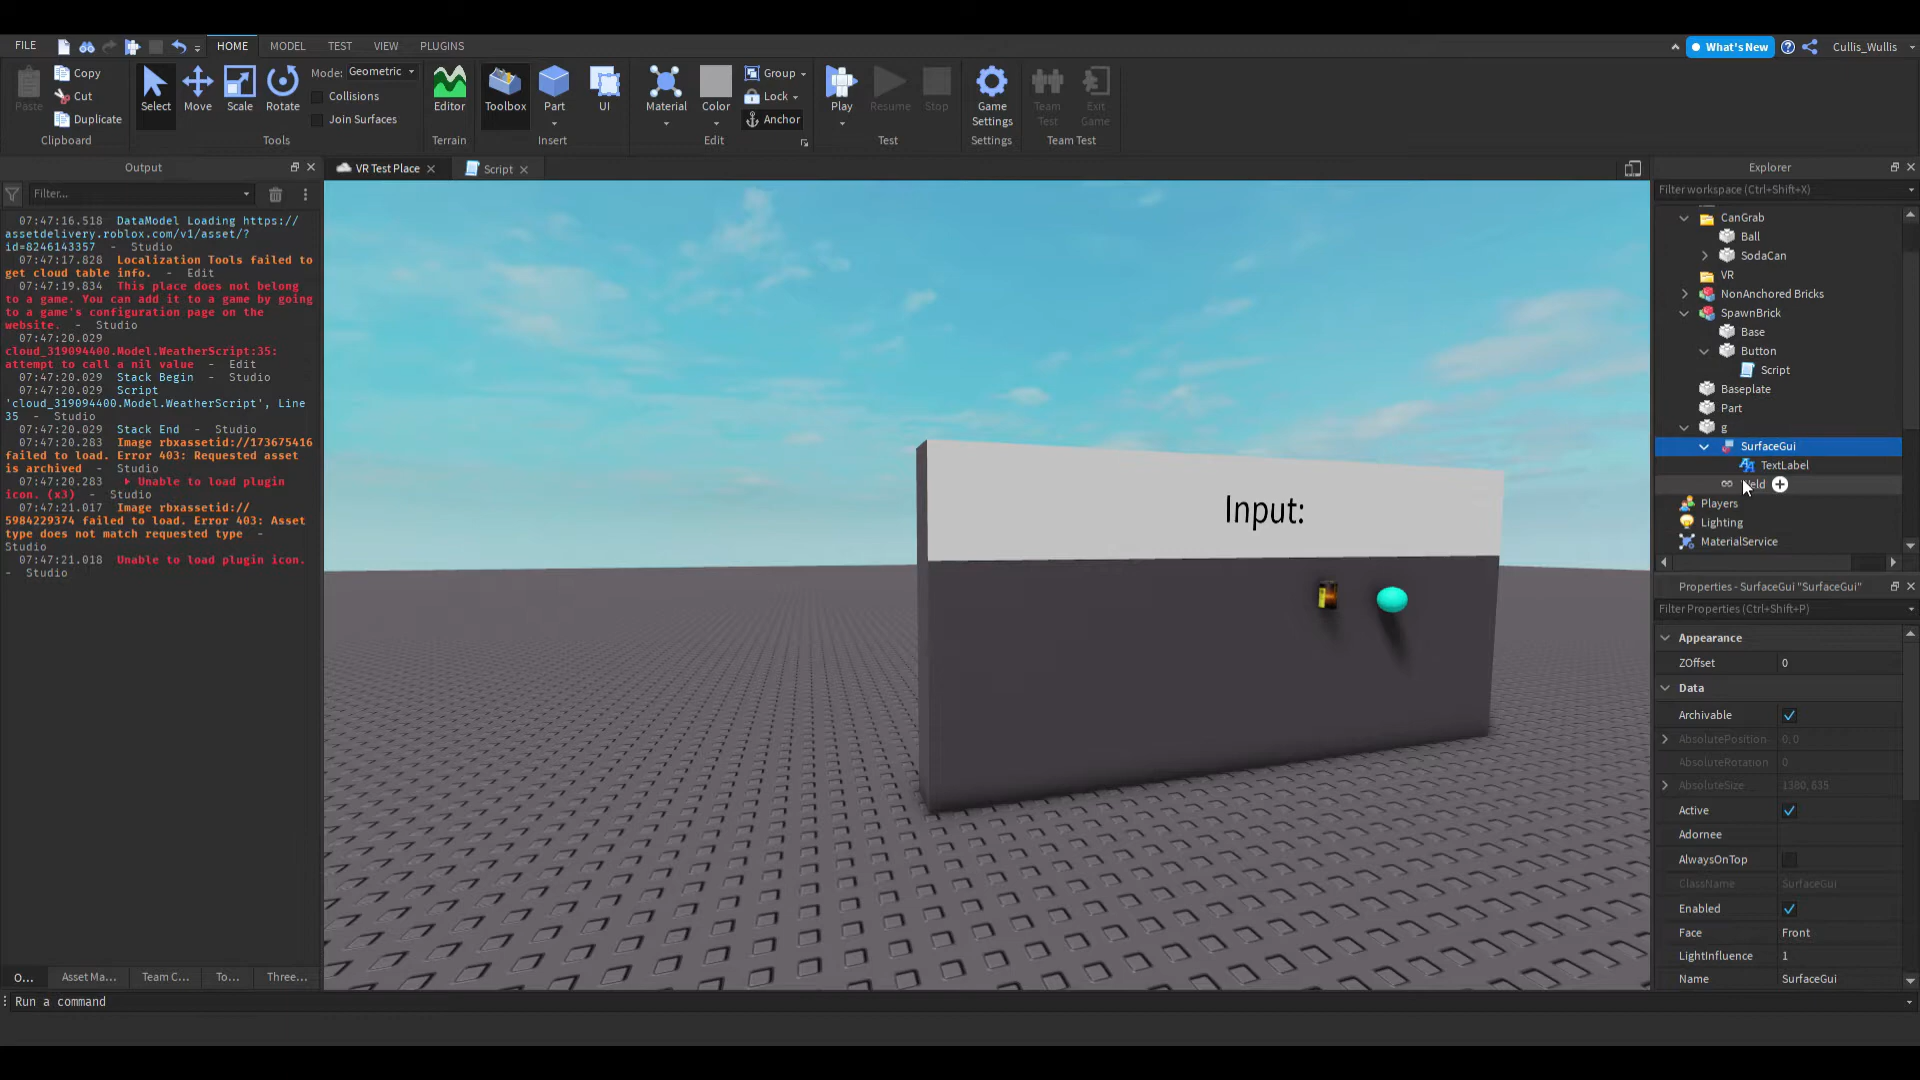 FILE HOME MODEL TEST VIEW PLUGINS What's New Cullis_Wullis
Paste Copy Cut Duplicate Clipboard
Select Move Scale Rotate Mode: Geometric Collisions Join Surfaces Tools
Editor Terrain
Toolbox Part UI Insert
Material Color Group Lock Anchor Edit
Play Resume Stop Test
Game Settings Settings
Team Test Exit Game Team Test
Output
Filter...
07:47:16.518 DataModel Loading https://
assetdelivery.roblox.com/v1/asset/?
id=8246143357 - Studio
07:47:17.828 Localization Tools failed to
get cloud table info. - Edit
07:47:19.834 This place does not belong
to a game. You can add it to a game by going
to a game's configuration page on the
website. - Studio
07:47:20.029
cloud_319094400.Model.WeatherScript:35:
attempt to call a nil value - Edit
07:47:20.029 Stack Begin - Studio
07:47:20.029 Script
'cloud_319094400.Model.WeatherScript', Line
35 - Studio
07:47:20.029 Stack End - Studio
07:47:20.283 Image rbxassetid://173675416
failed to load. Error 403: Requested asset
is archived - Studio
07:47:20.283 Unable to load plugin
icon. (x3) - Studio
07:47:21.017 Image rbxassetid://
5984229374 failed to load. Error 403: Asset
type does not match requested type -
Studio
07:47:21.018 Unable to load plugin icon.
- Studio
O... Asset Ma... Team C... To... Three...
Run a command
VR Test Place Script
Input:
Explorer
Filter workspace (Ctrl+Shift+X)
CanGrab
Ball
SodaCan
VR
NonAnchored Bricks
SpawnBrick
Base
Button
Script
Baseplate
Part
g
SurfaceGui
TextLabel
Players
Lighting
MaterialService
Properties - SurfaceGui "SurfaceGui"
Filter Properties (Ctrl+Shift+P)
Appearance
ZOffset 0
Data
Archivable
AbsolutePosition 0, 0
AbsoluteRotation 0
AbsoluteSize 1380, 635
Active
Adornee
AlwaysOnTop
ClassName SurfaceGui
Enabled
Face Front
LightInfluence 1
Name SurfaceGui